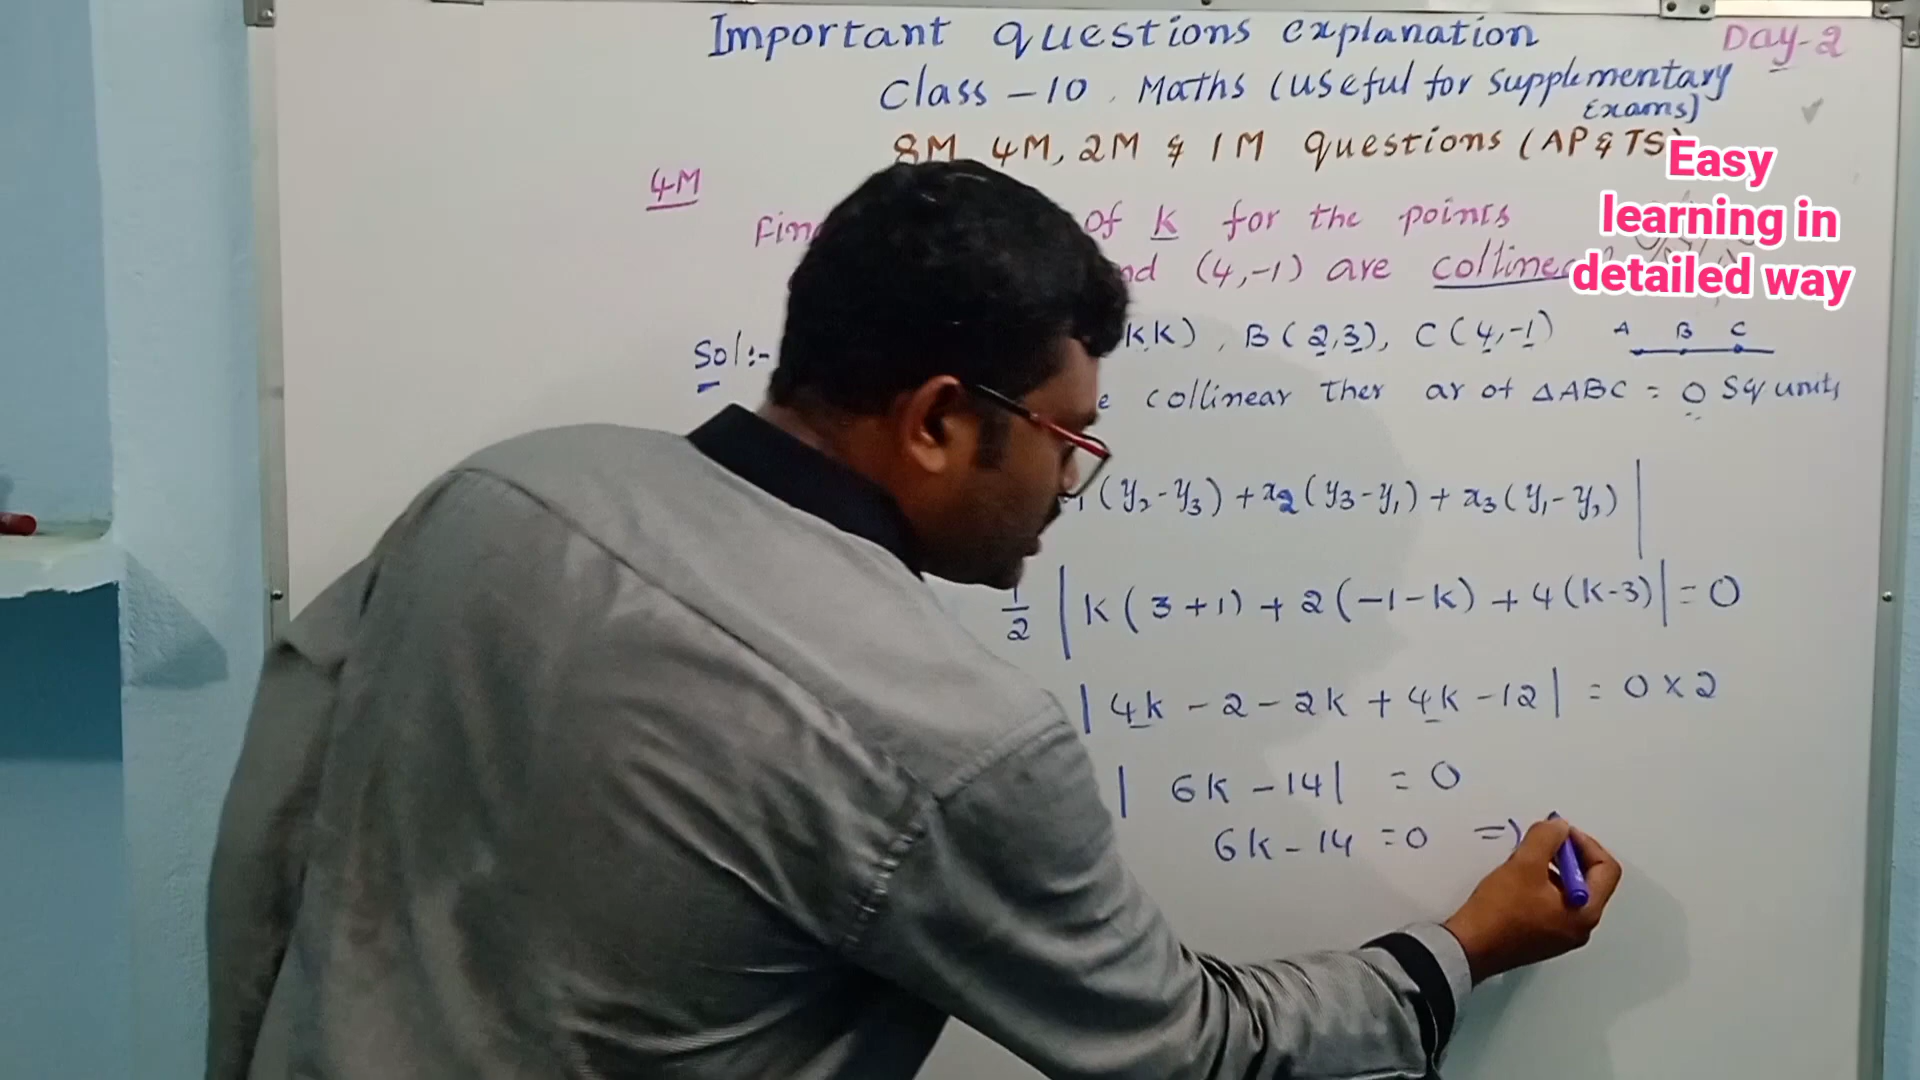 Important questions explanation
Day-2
Class - 10, Maths (useful for supplementary
Exams)
8M, 4M, 2M & 1M questions (AP & TS)
Easy
learning in
detailed way
4M
of k for the points
(4,-1) are
Sol:-
k,k), B(2,3), C(4,-1)
A B C
collinear then ar of △ABC = 0 Sq units
(y₂-y₃) + x₂(y₃-y₁) + x₃(y₁-y₂)|
1/2 |k(3+1) + 2(-1-k) + 4(k-3)| = 0
|4k - 2 - 2k + 4k - 12| = 0 x 2
|6k - 14| = 0
6k - 14 = 0 =>